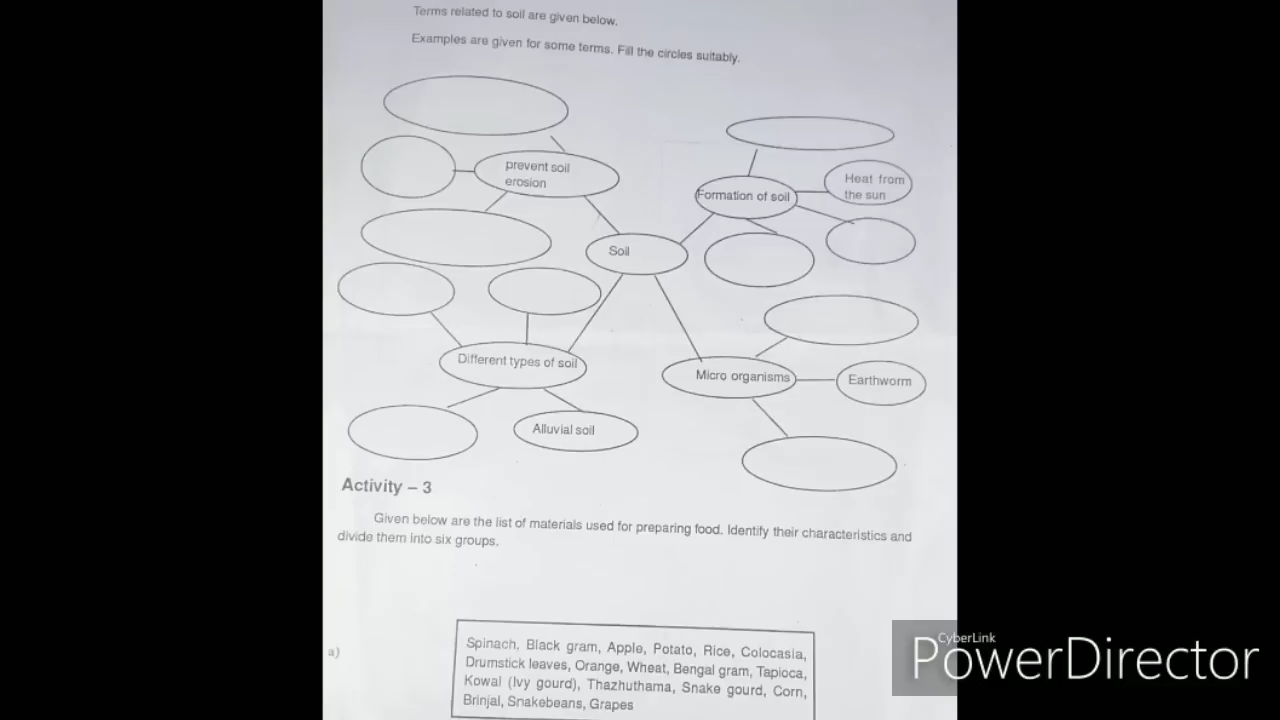 Terms related to soil are given below.
Examples are given for some terms. Fill the circles suitably.
prevent soil
erosion
Formation of soil
Heat from
the sun
Soil
Different types of soil
Micro organisms
Earthworm
Alluvial soil
Activity – 3
Given below are the list of materials used for preparing food. Identify their characteristics and
divide them into six groups.
a)
Spinach, Black gram, Apple, Potato, Rice, Colocasia,
Drumstick leaves, Orange, Wheat, Bengal gram, Tapioca,
Kowal (Ivy gourd), Thazhuthama, Snake gourd, Corn,
Brinjal, Snakebeans, Grapes
CyberLink
PowerDirector